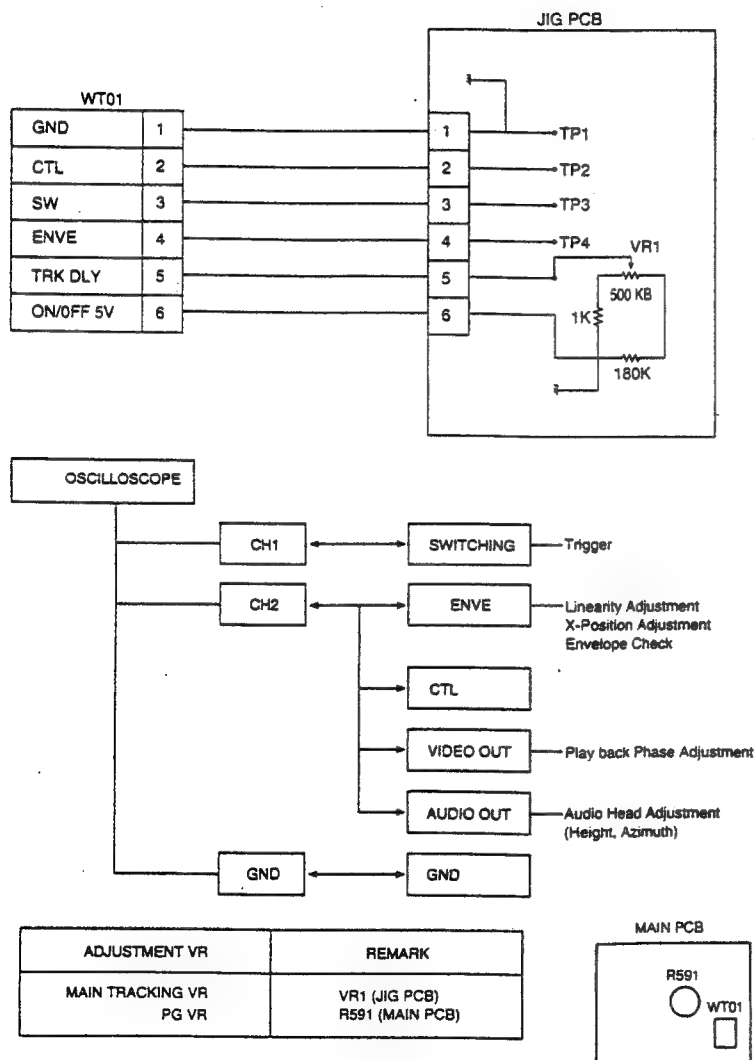 JIG PCB
WT01
GND 1
CTL 2
SW 3
ENVE 4
TRK DLY 5
ON/0FF 5V 6
1 TP1
2 TP2
3 TP3
4 TP4
5
6
VR1
500 KB
1K
180K
OSCILLOSCOPE
CH1 SWITCHING Trigger
CH2 ENVE Linearity Adjustment
X-Position Adjustment
Envelope Check
CTL
VIDEO OUT Play back Phase Adjustment
AUDIO OUT Audio Head Adjustment
(Height, Azimuth)
GND GND
ADJUSTMENT VR REMARK
MAIN TRACKING VR VR1 (JIG PCB)
PG VR R591 (MAIN PCB)
MAIN PCB
R591
WT01